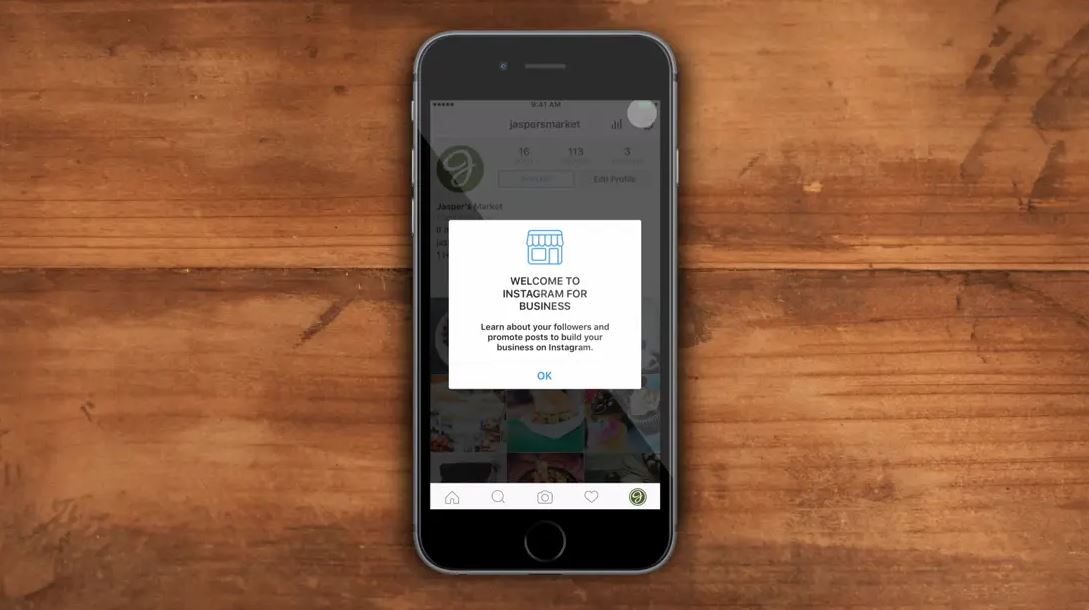 9:41 AM
jaspersmarket
16
113
3
Edit Profile
Jasper's Market
WELCOME TO
INSTAGRAM FOR
BUSINESS
Learn about your followers and
promote posts to build your
business on Instagram.
OK